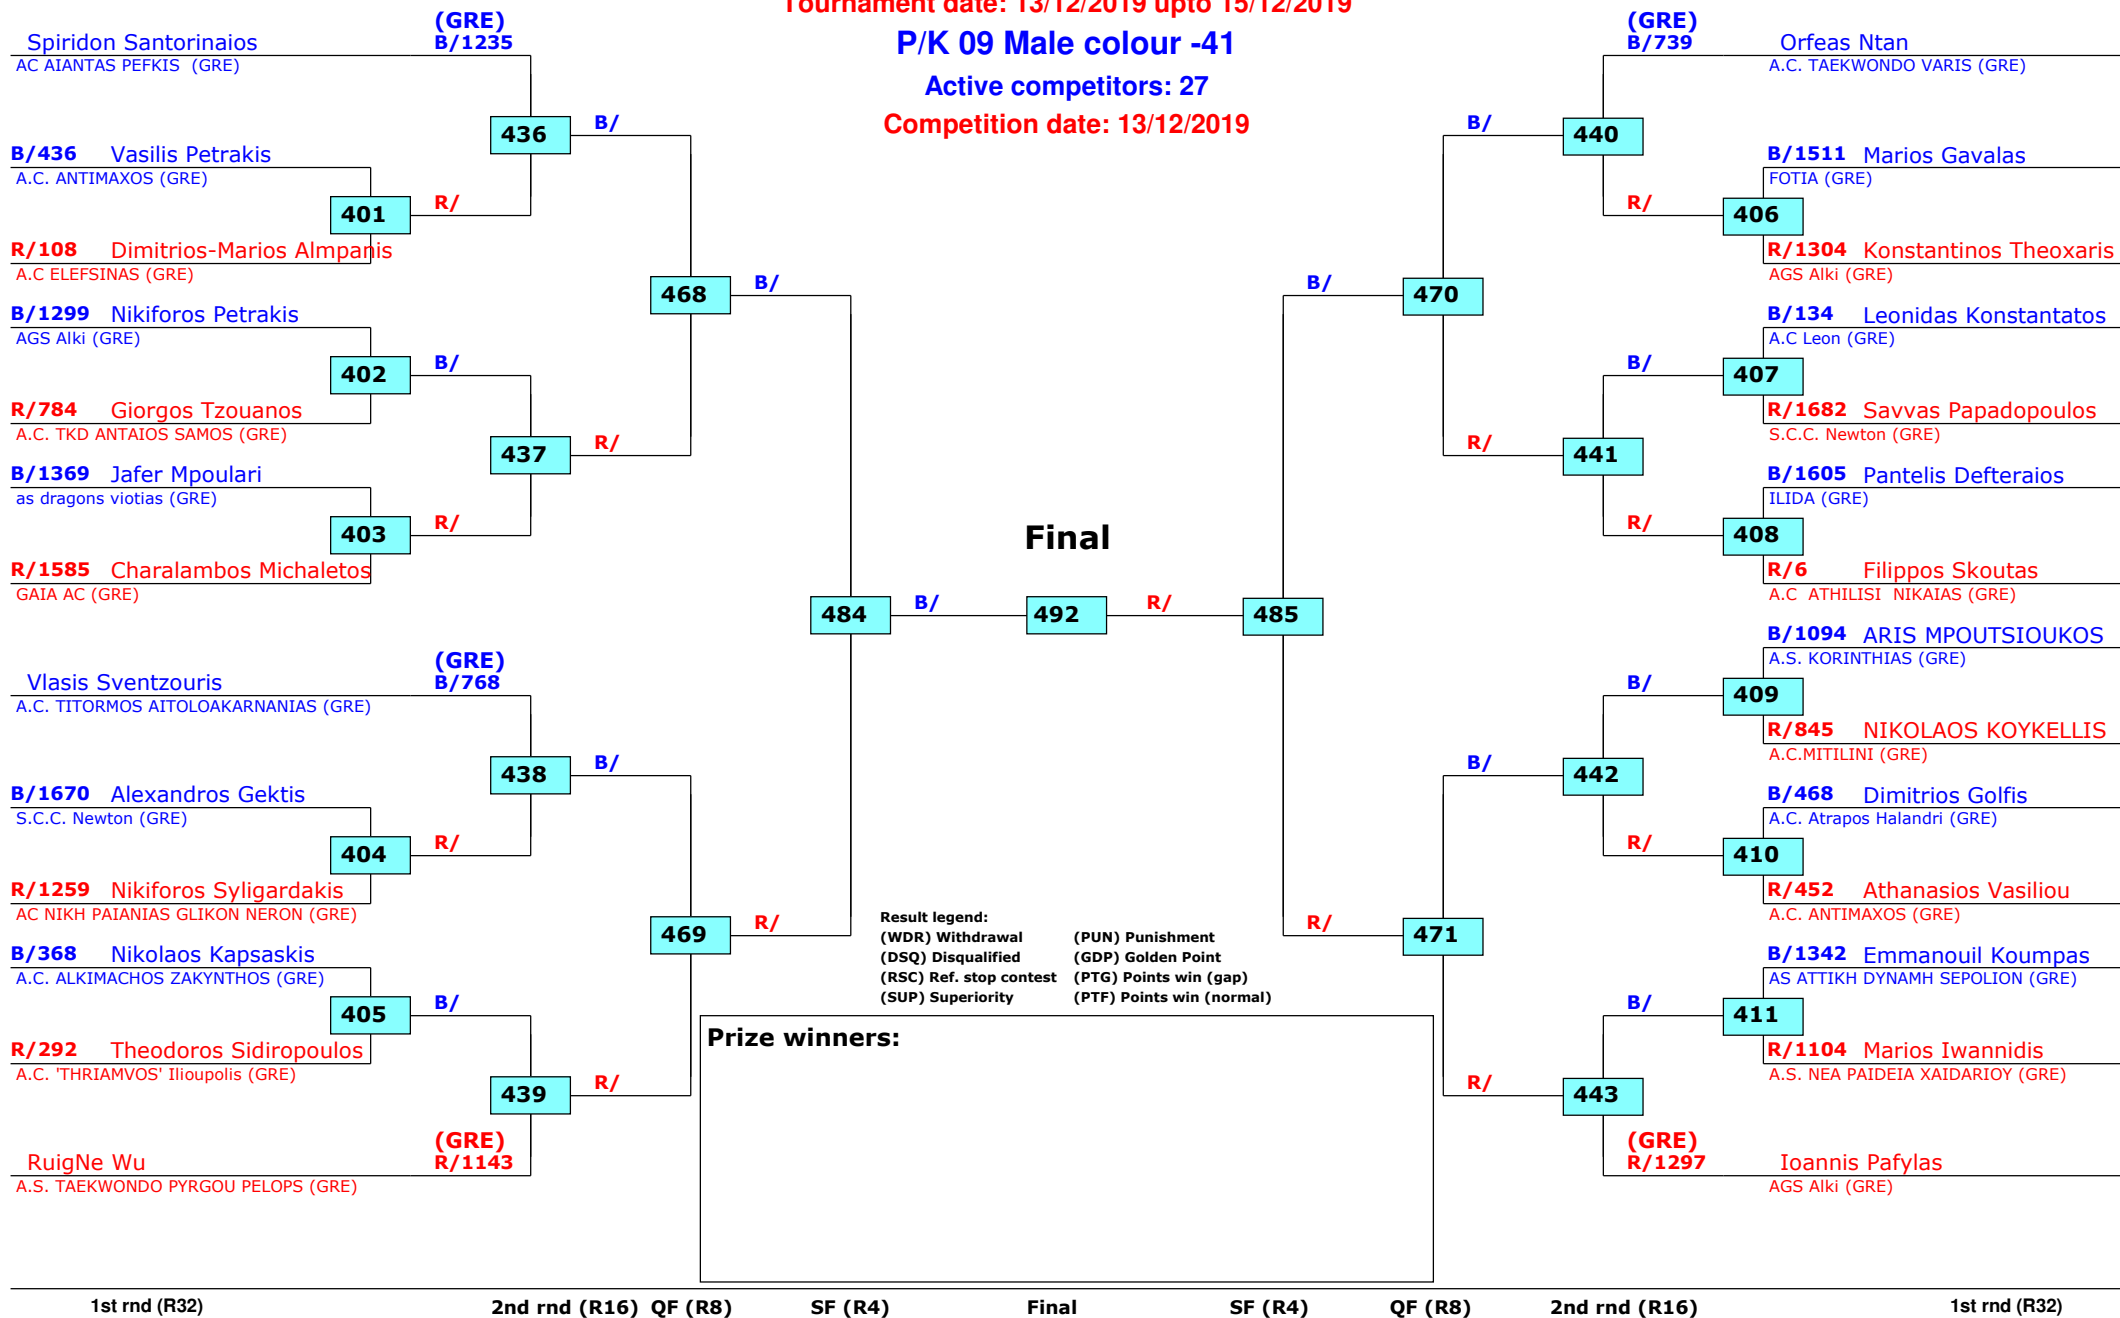 Tournament date: 13/12/2019 upto 15/12/2019
P/K 09 Male colour -41
Active competitors: 27
Competition date: 13/12/2019
(GRE)
Spiridon Santorinaios B/1235
AC AIANTAS PEFKIS (GRE)
436 B/
B/436 Vasilis Petrakis
A.C. ANTIMAXOS (GRE)
401 R/
R/108 Dimitrios-Marios Almpanis
A.C ELEFSINAS (GRE)
468 B/
B/1299 Nikiforos Petrakis
AGS Alki (GRE)
402 B/
R/784 Giorgos Tzouanos
A.C. TKD ANTAIOS SAMOS (GRE)
437 R/
B/1369 Jafer Mpoulari
as dragons viotias (GRE)
403 R/
R/1585 Charalambos Michaletos
GAIA AC (GRE)
484 B/
(GRE)
Vlasis Sventzouris B/768
A.C. TITORMOS AITOLOAKARNANIAS (GRE)
438 B/
B/1670 Alexandros Gektis
S.C.C. Newton (GRE)
404 R/
R/1259 Nikiforos Syligardakis
AC NIKH PAIANIAS GLIKON NERON (GRE)
469 R/
B/368 Nikolaos Kapsaskis
A.C. ALKIMACHOS ZAKYNTHOS (GRE)
405 B/
R/292 Theodoros Sidiropoulos
A.C. 'THRIAMVOS' Ilioupolis (GRE)
439 R/
(GRE)
RuigNe Wu R/1143
A.S. TAEKWONDO PYRGOU PELOPS (GRE)
Final
492
(GRE)
B/739 Orfeas Ntan
A.C. TAEKWONDO VARIS (GRE)
B/ 440
B/1511 Marios Gavalas
FOTIA (GRE)
R/ 406
R/1304 Konstantinos Theoxaris
AGS Alki (GRE)
B/ 470
B/134 Leonidas Konstantatos
A.C Leon (GRE)
B/ 407
R/1682 Savvas Papadopoulos
S.C.C. Newton (GRE)
R/ 441
B/1605 Pantelis Defteraios
ILIDA (GRE)
R/ 408
R/6 Filippos Skoutas
A.C ATHILISI NIKAIAS (GRE)
R/ 485
B/1094 ARIS MPOUTSIOUKOS
A.S. KORINTHIAS (GRE)
B/ 409
R/845 NIKOLAOS KOYKELLIS
A.C.MITILINI (GRE)
B/ 442
B/468 Dimitrios Golfis
A.C. Atrapos Halandri (GRE)
R/ 410
R/452 Athanasios Vasiliou
A.C. ANTIMAXOS (GRE)
R/ 471
B/1342 Emmanouil Koumpas
AS ATTIKH DYNAMH SEPOLION (GRE)
B/ 411
R/1104 Marios Iwannidis
A.S. NEA PAIDEIA XAIDARIOY (GRE)
R/ 443
(GRE)
R/1297 Ioannis Pafylas
AGS Alki (GRE)
Result legend:
(WDR) Withdrawal (PUN) Punishment
(DSQ) Disqualified (GDP) Golden Point
(RSC) Ref. stop contest (PTG) Points win (gap)
(SUP) Superiority (PTF) Points win (normal)
Prize winners:
1st rnd (R32) 2nd rnd (R16) QF (R8) SF (R4) Final SF (R4) QF (R8) 2nd rnd (R16) 1st rnd (R32)